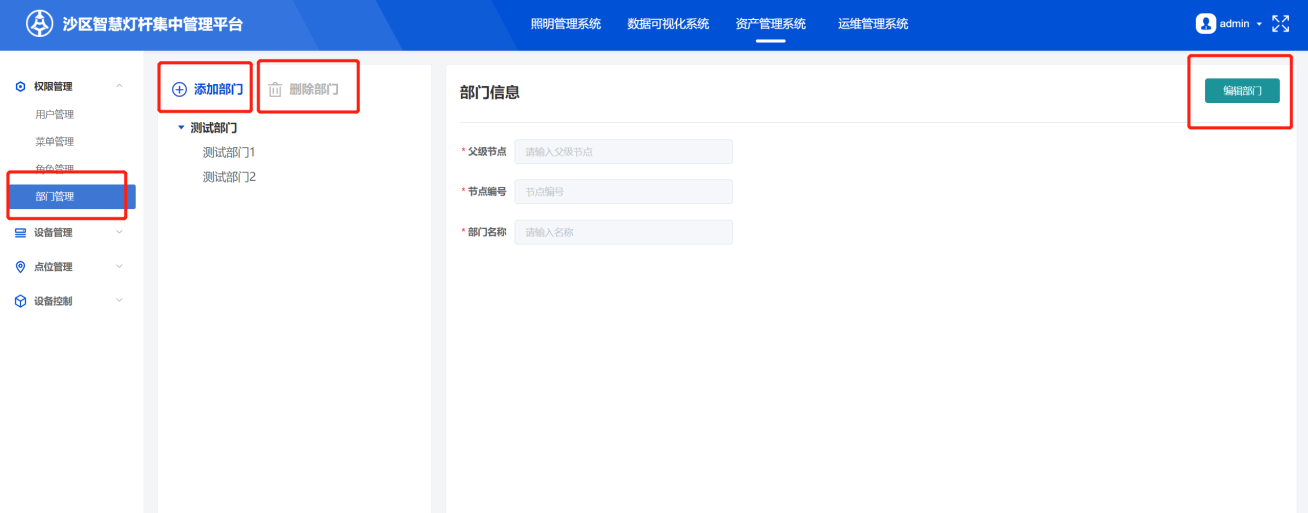 沙区智慧灯杆集中管理平台
照明管理系统 数据可视化系统 资产管理系统 运维管理系统
admin
权限管理
用户管理
菜单管理
角色管理
部门管理
设备管理
点位管理
设备控制
添加部门 删除部门
测试部门
测试部门1
测试部门2
部门信息
编辑部门
* 父级节点 请输入父级节点
* 节点编号 节点编号
* 部门名称 请输入名称